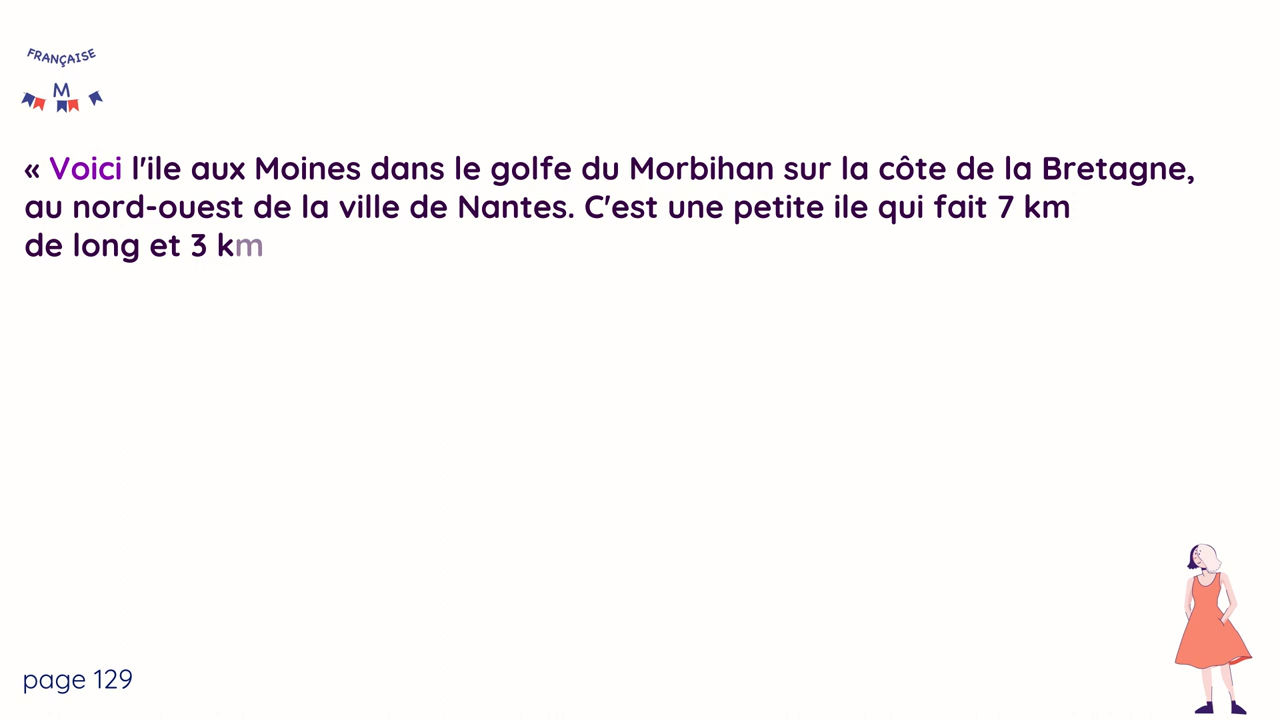 FRANÇAISE
M
« Voici l'ile aux Moines dans le golfe du Morbihan sur la côte de la Bretagne,
au nord-ouest de la ville de Nantes. C'est une petite ile qui fait 7 km
de long et 3 km
page 129